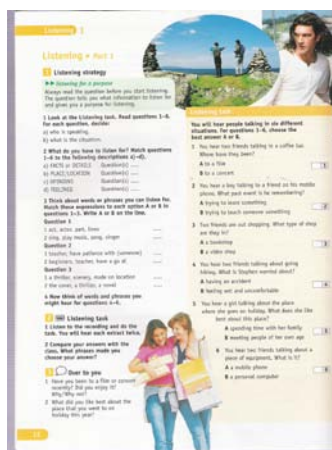 Listening 1
Listening • Part 1
1 Listening strategy
▸▸ listening for a purpose
Always read the question before you start listening.
The question tells you what information to listen for
and gives you a purpose for listening.
1 Look at the Listening task. Read questions 1–6.
For each question, decide:
a) who is speaking.
b) what is the situation.
2 What do you have to listen for? Match questions
1–6 to the following descriptions a)–d).
a) FACTS or DETAILS Question(s) ....
b) PLACE/LOCATION Question(s) ....
c) OPINIONS Question(s) ....
d) FEELINGS Question(s) ....
3 Think about words or phrases you can listen for.
Match these expressions to each option A or B in
questions 1–3. Write A or B on the line.
Question 1
1 act, actor, part, lines
2 sing, play music, song, singer
Question 2
1 teacher, have patience with (someone)
2 beginners, teacher, have a go at
Question 3
1 a thriller, scenery, made on location
2 the cover, a thriller, a novel
4 Now think of words and phrases you
might hear for questions 4–6.
2 Listening task
1 Listen to the recording and do the
task. You will hear each extract twice.
2 Compare your answers with the
class. What phrases made you
choose your answer?
3 Over to you
1 Have you been to a film or concert
recently? Did you enjoy it?
Why/Why not?
2 What did you like best about the
place that you went to on
holiday this year?
12
Listening task
You will hear people talking in six different
situations. For questions 1–6, choose the
best answer A or B.
1 You hear two friends talking in a coffee bar.
Where have they been?
A to a film
B to a concert
1
2 You hear a boy talking to a friend on his mobile
phone. What past event is he remembering?
A trying to learn something
B trying to teach someone something
2
3 Two friends are out shopping. What type of shop
are they in?
A a bookshop
B a video shop
3
4 You hear two friends talking about going
hiking. What is Stephen worried about?
A having an accident
B feeling wet and uncomfortable
4
5 You hear a girl talking about the place
where she goes on holiday. What does she like
best about this place?
A spending time with her family
B meeting people of her own age
5
6 You hear two friends talking about a
piece of equipment. What is it?
A a mobile phone
B a personal computer
6